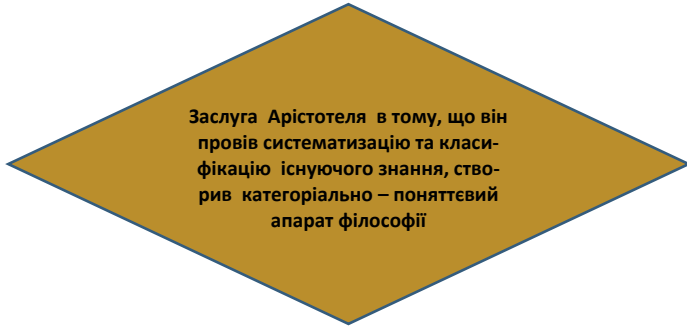 Заслуга Арістотеля в тому, що він
провів систематизацію та класи-
фікацію існуючого знання, ство-
рив категоріально – поняттєвий
апарат філософії